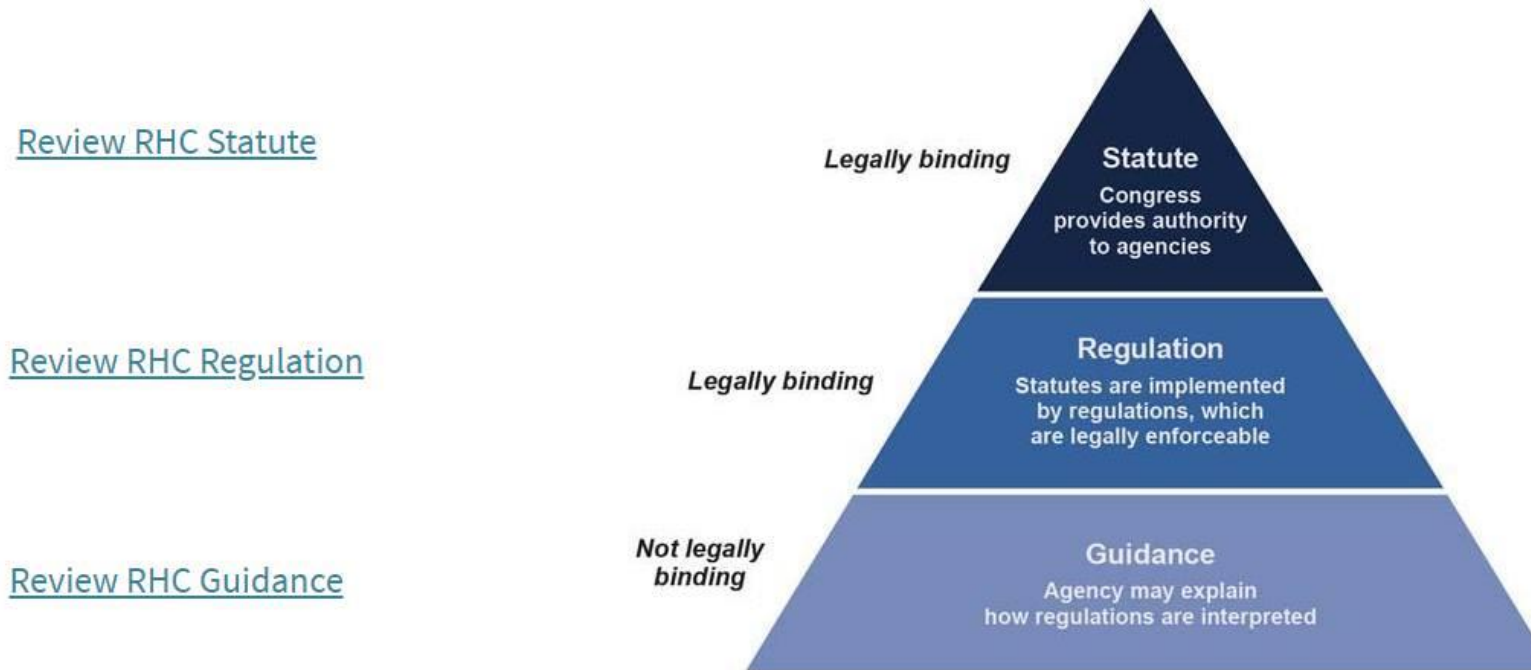 Review RHC Statute
Legally binding
Statute
Congress
provides authority
to agencies
Review RHC Regulation
Legally binding
Regulation
Statutes are implemented
by regulations, which
are legally enforceable
Review RHC Guidance
Not legally
binding
Guidance
Agency may explain
how regulations are interpreted